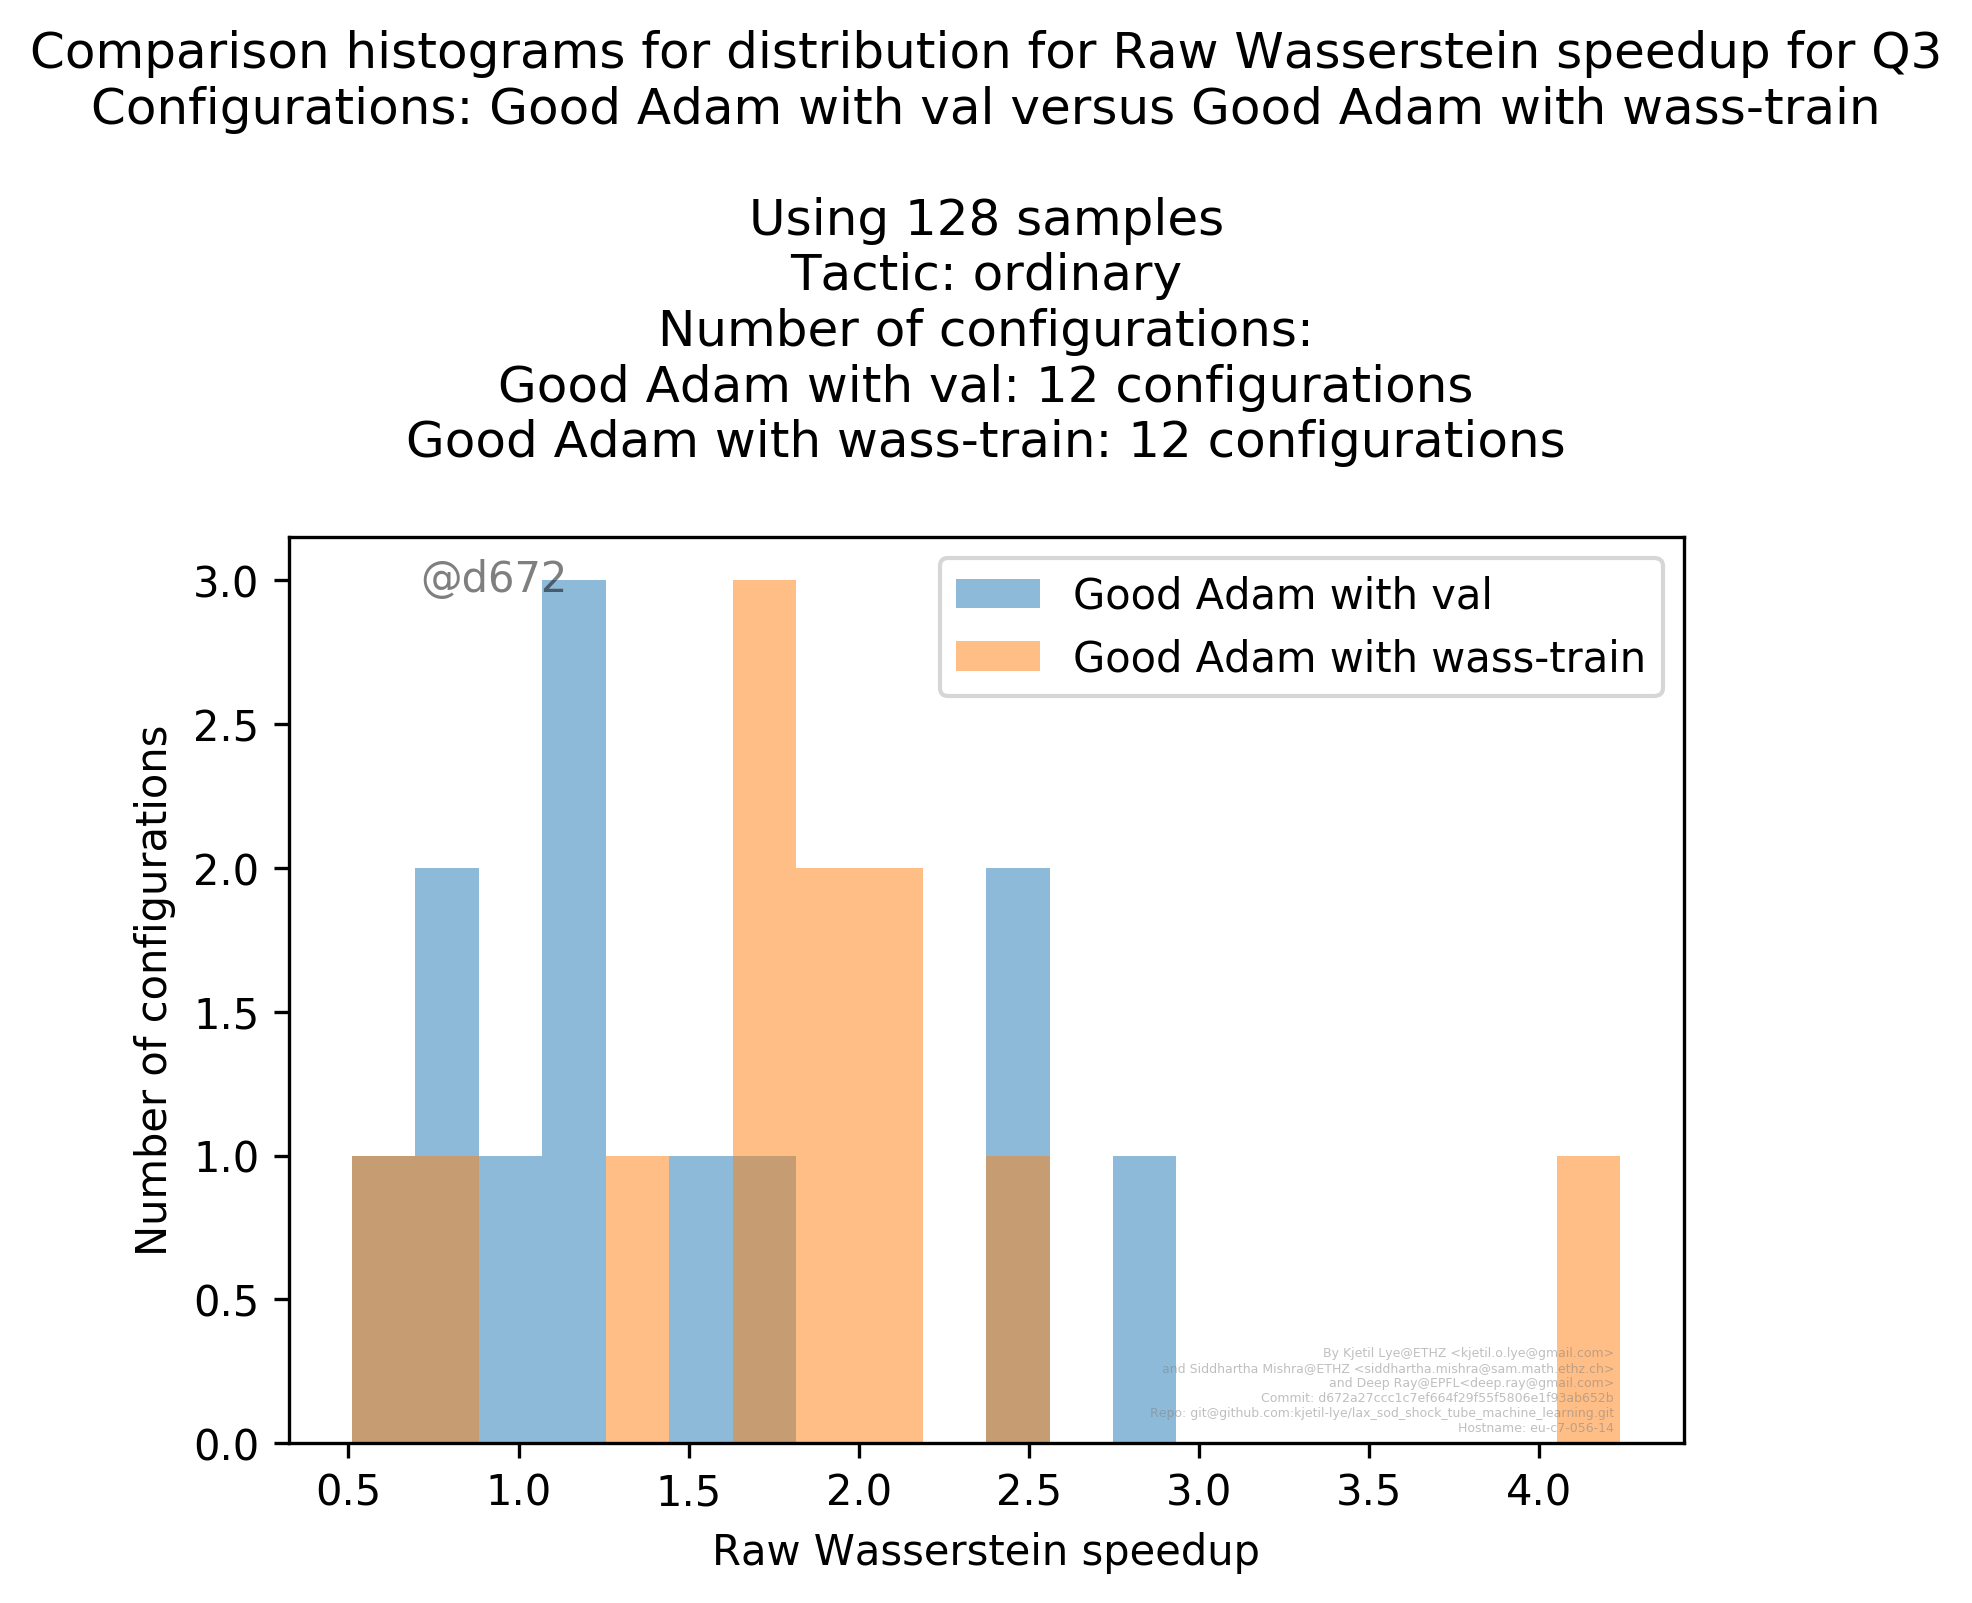 Comparison histograms for distribution for Raw Wasserstein speedup for Q3
Configurations: Good Adam with val versus Good Adam with wass-train
Using 128 samples
Tactic: ordinary
Number of configurations:
Good Adam with val: 12 configurations
Good Adam with wass-train: 12 configurations
@d672
Good Adam with val
Good Adam with wass-train
3.0
2.5
2.0
1.5
1.0
0.5
0.0
Number of configurations
By Kjetil Lye@ETHZ <kjetil.o.lye@gmail.com>
and Siddhartha Mishra@ETHZ <siddhartha.mishra@sam.math.ethz.ch>
and Deep Ray@EPFL<deep.ray@gmail.com>
Commit: d672a27ccc1c7ef664f29f55f5806e1f93ab652b
Repo: git@github.com:kjetil-lye/lax_sod_shock_tube_machine_learning.git
Hostname: eu-c7-056-14
0.5 1.0 1.5 2.0 2.5 3.0 3.5 4.0
Raw Wasserstein speedup